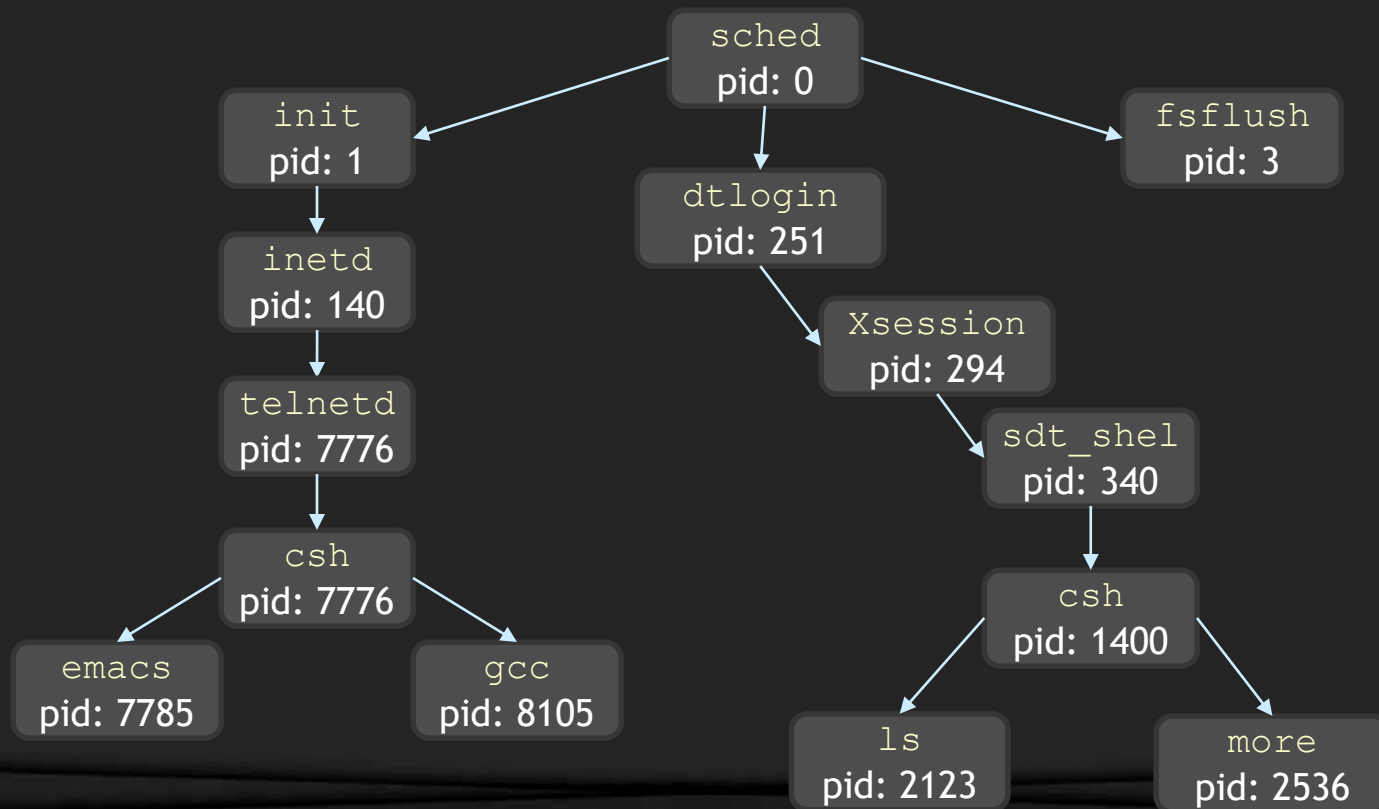 sched
pid: 0
init
pid: 1
fsflush
pid: 3
dtlogin
pid: 251
inetd
pid: 140
Xsession
pid: 294
telnetd
pid: 7776
sdt_shel
pid: 340
csh
pid: 7776
csh
pid: 1400
emacs
pid: 7785
gcc
pid: 8105
ls
pid: 2123
more
pid: 2536